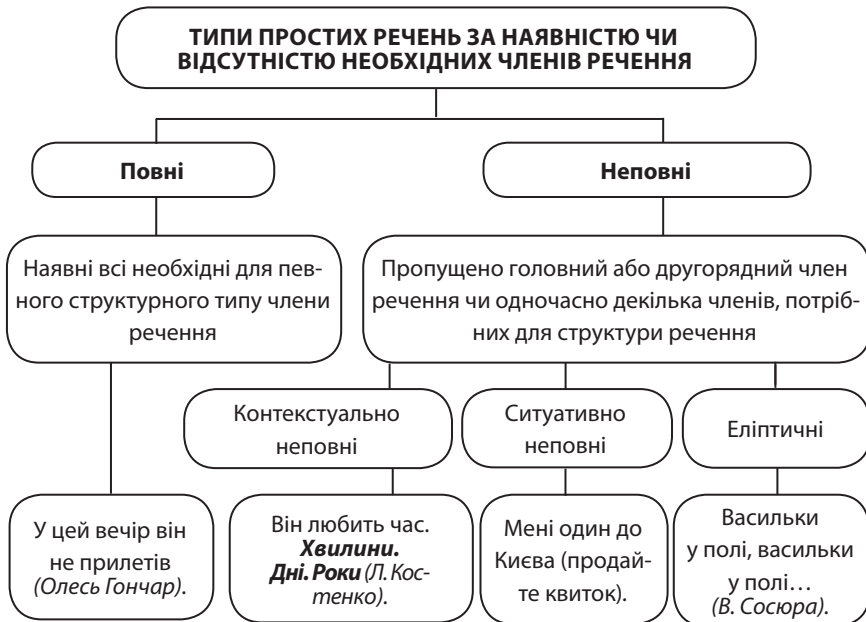 ТИПИ ПРОСТИХ РЕЧЕНЬ ЗА НАЯВНІСТЮ ЧИ
ВІДСУТНІСТЮ НЕОБХІДНИХ ЧЛЕНІВ РЕЧЕННЯ
Повні
Неповні
Наявні всі необхідні для пев-
ного структурного типу члени
речення
Пропущено головний або другорядний член
речення чи одночасно декілька членів, потріб-
них для структури речення
Контекстуально
неповні
Ситуативно
неповні
Еліптичні
У цей вечір він
не прилетів
(Олесь Гончар).
Він любить час.
Хвилини.
Дні. Роки (Л. Кос-
тенко).
Мені один до
Києва (продай-
те квиток).
Васильки
у полі, васильки
у полі…
(В. Сосюра).